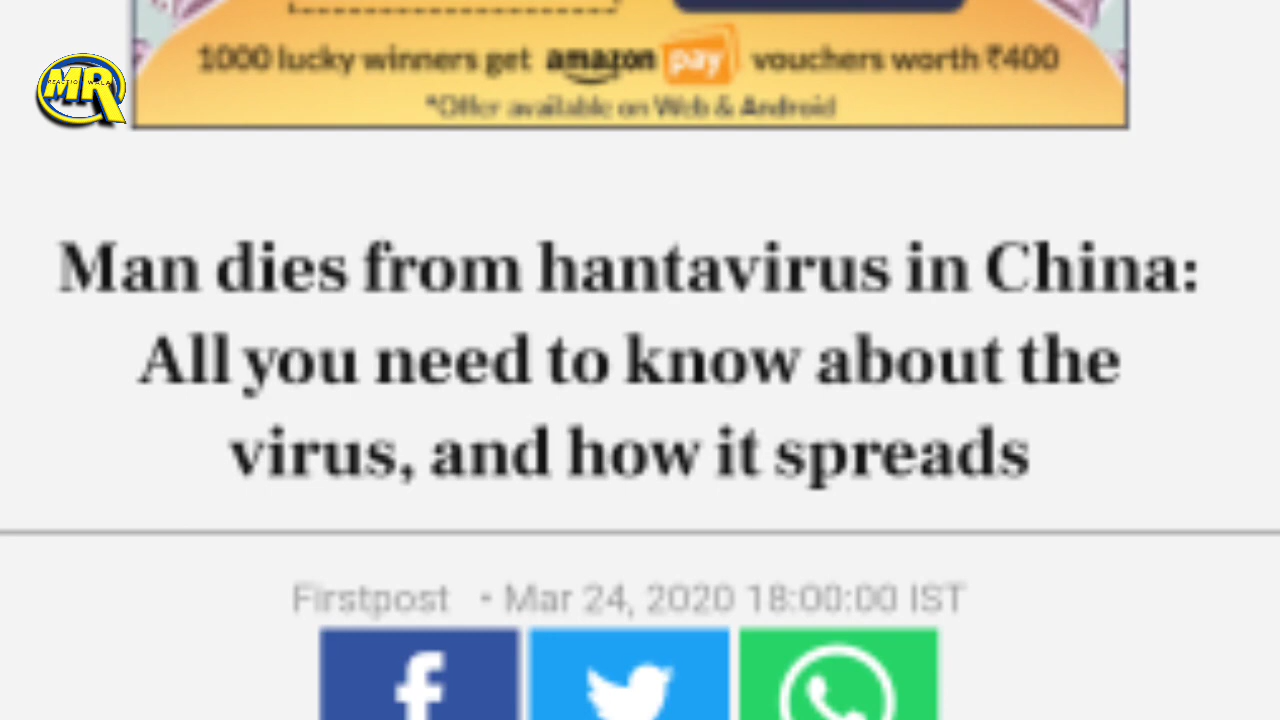 1000 lucky winners get amazon pay vouchers worth ₹400
*Offer available on Web & Android
MR
Man dies from hantavirus in China:
All you need to know about the
virus, and how it spreads
Firstpost • Mar 24, 2020 18:00:00 IST